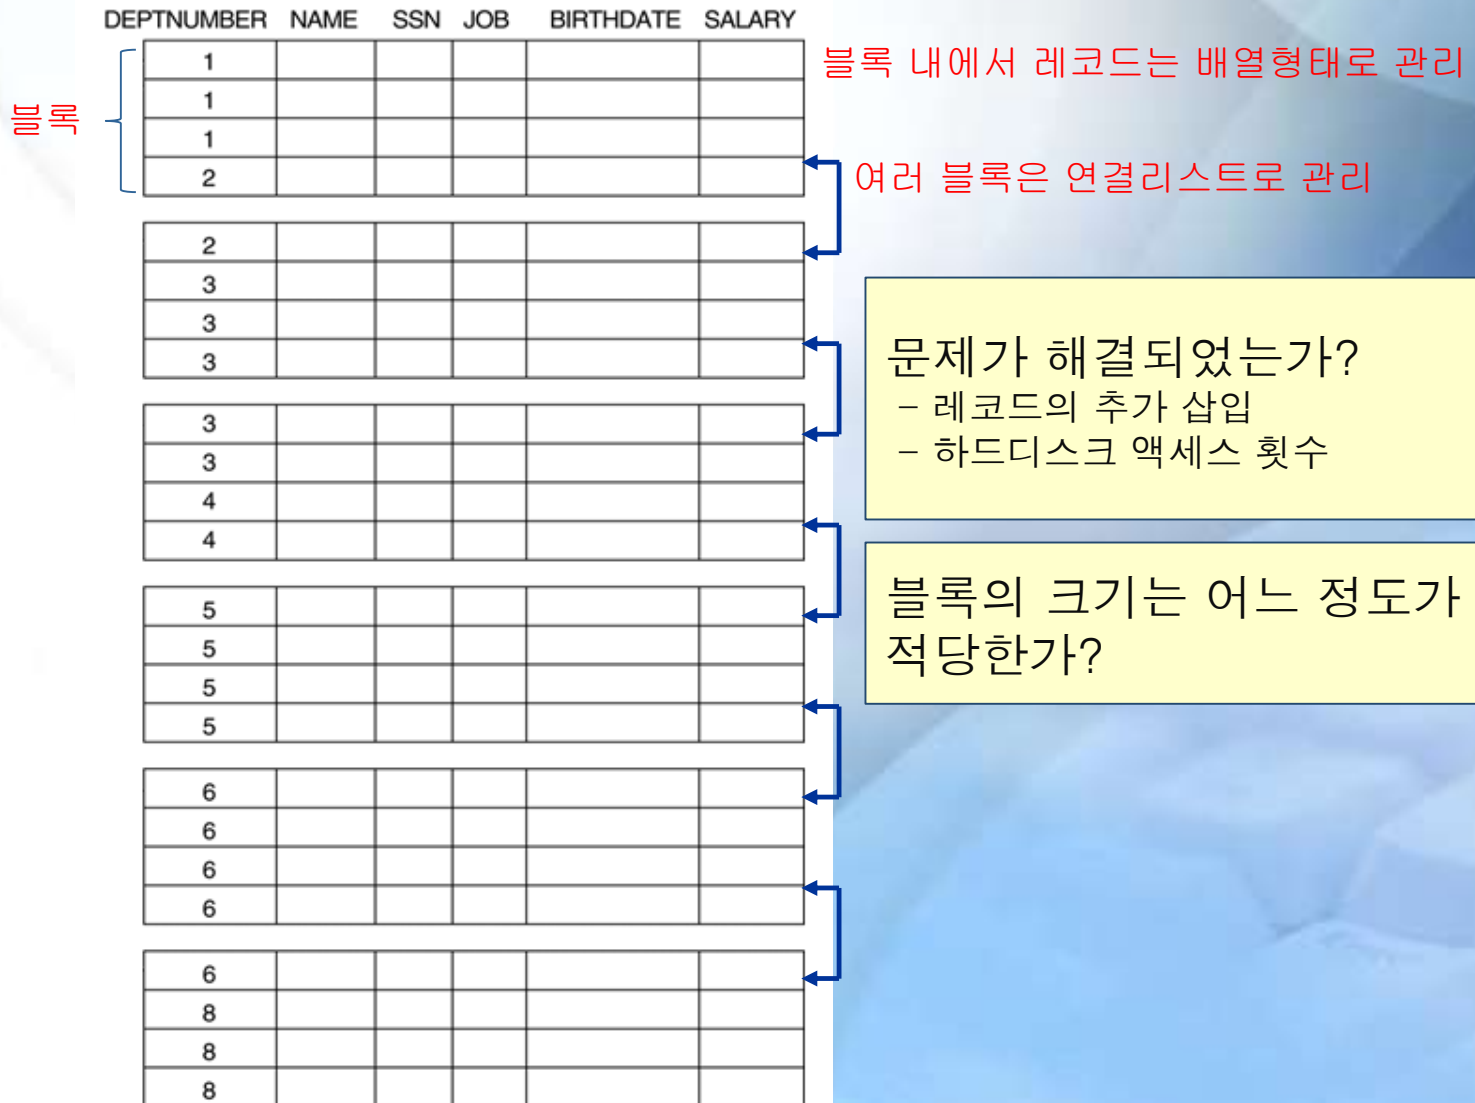 DEPTNUMBER NAME SSN JOB BIRTHDATE SALARY
블록 내에서 레코드는 배열형태로 관리
블록
1
1
1
2
여러 블록은 연결리스트로 관리
2
3
3
3
문제가 해결되었는가?
- 레코드의 추가 삽입
- 하드디스크 액세스 횟수
3
3
4
4
블록의 크기는 어느 정도가
적당한가?
5
5
5
5
6
6
6
6
6
8
8
8